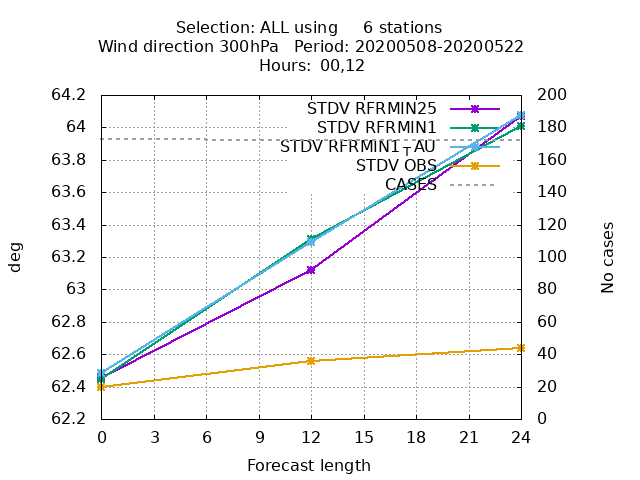 Selection: ALL using 6 stations
Wind direction 300hPa Period: 20200508-20200522
Hours: 00,12
STDV RFRMIN25
STDV RFRMIN1
STDV RFRMIN1_TAU
STDV OBS
CASES
deg
64.2
64
63.8
63.6
63.4
63.2
63
62.8
62.6
62.4
62.2
200
180
160
140
120
100
80
60
40
20
0
No cases
0 3 6 9 12 15 18 21 24
Forecast length